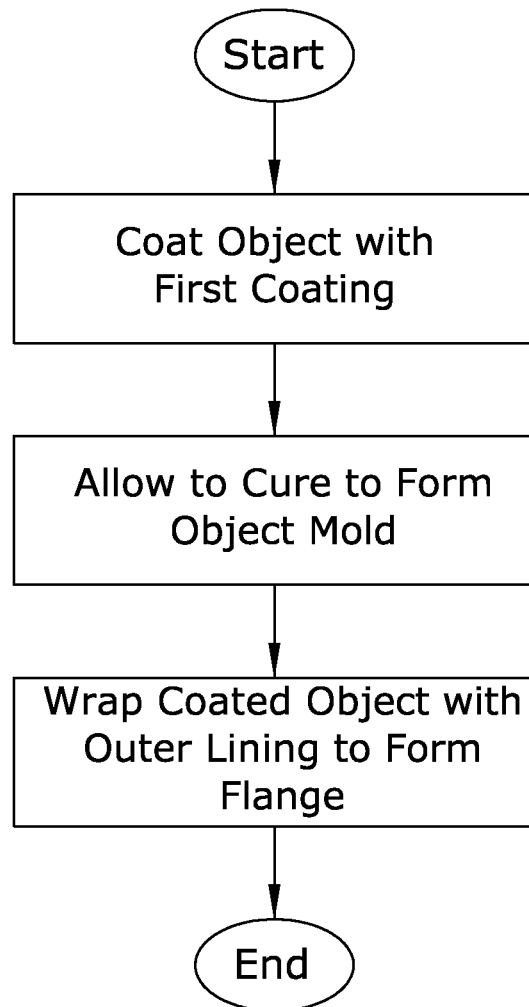 Start
Coat Object with
First Coating
Allow to Cure to Form
Object Mold
Wrap Coated Object with
Outer Lining to Form
Flange
End